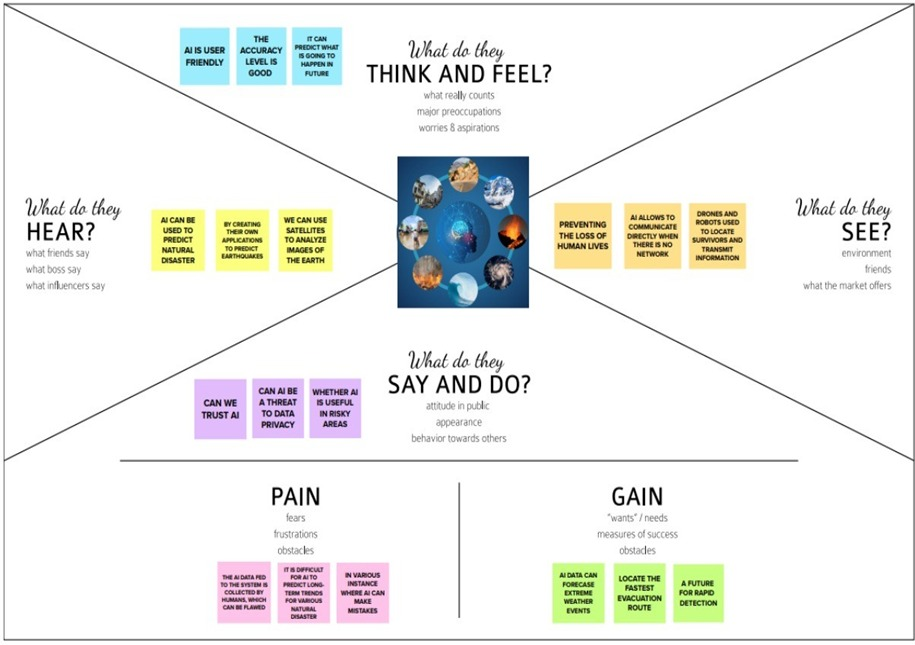 AI IS USER
FRIENDLY
THE
ACCURACY
LEVEL IS
GOOD
IT CAN
PREDICT WHAT
IS GOING TO
HAPPEN IN
FUTURE
What do they
THINK AND FEEL?
what really counts
major preoccupations
worries & aspirations
What do they
HEAR?
what friends say
what boss say
what influencers say
AI CAN BE
USED TO
PREDICT
NATURAL
DISASTER
BY CREATING
THEIR OWN
APPLICATIONS
TO PREDICT
EARTHQUAKES
WE CAN USE
SATELLITES
TO ANALYZE
IMAGES OF
THE EARTH
PREVENTING
THE LOSS OF
HUMAN LIVES
AI ALLOWS TO
COMMUNICATE
DIRECTLY WHEN
THERE IS NO
NETWORK
DRONES AND
ROBOTS USED
TO LOCATE
SURVIVORS AND
TRANSMIT
INFORMATION
What do they
SEE?
environment
friends
what the market offers
What do they
SAY AND DO?
attitude in public
appearance
behavior towards others
CAN WE
TRUST AI
CAN AI BE
A THREAT
TO DATA
PRIVACY
WHETHER AI
IS USEFUL
IN RISKY
AREAS
PAIN
fears
frustrations
obstacles
THE AI DATA FED
TO THE SYSTEM IS
COLLECTED BY
HUMANS, WHICH
CAN BE FLAWED
IT IS DIFFICULT
FOR AI TO
PREDICT LONG-
TERM TRENDS
FOR VARIOUS
NATURAL
DISASTER
IN VARIOUS
INSTANCE
WHERE AI CAN
MAKE
MISTAKES
GAIN
"wants" / needs
measures of success
obstacles
AI DATA CAN
FORECASE
EXTREME
WEATHER
EVENTS
LOCATE THE
FASTEST
EVACUATION
ROUTE
A FUTURE
FOR RAPID
DETECTION